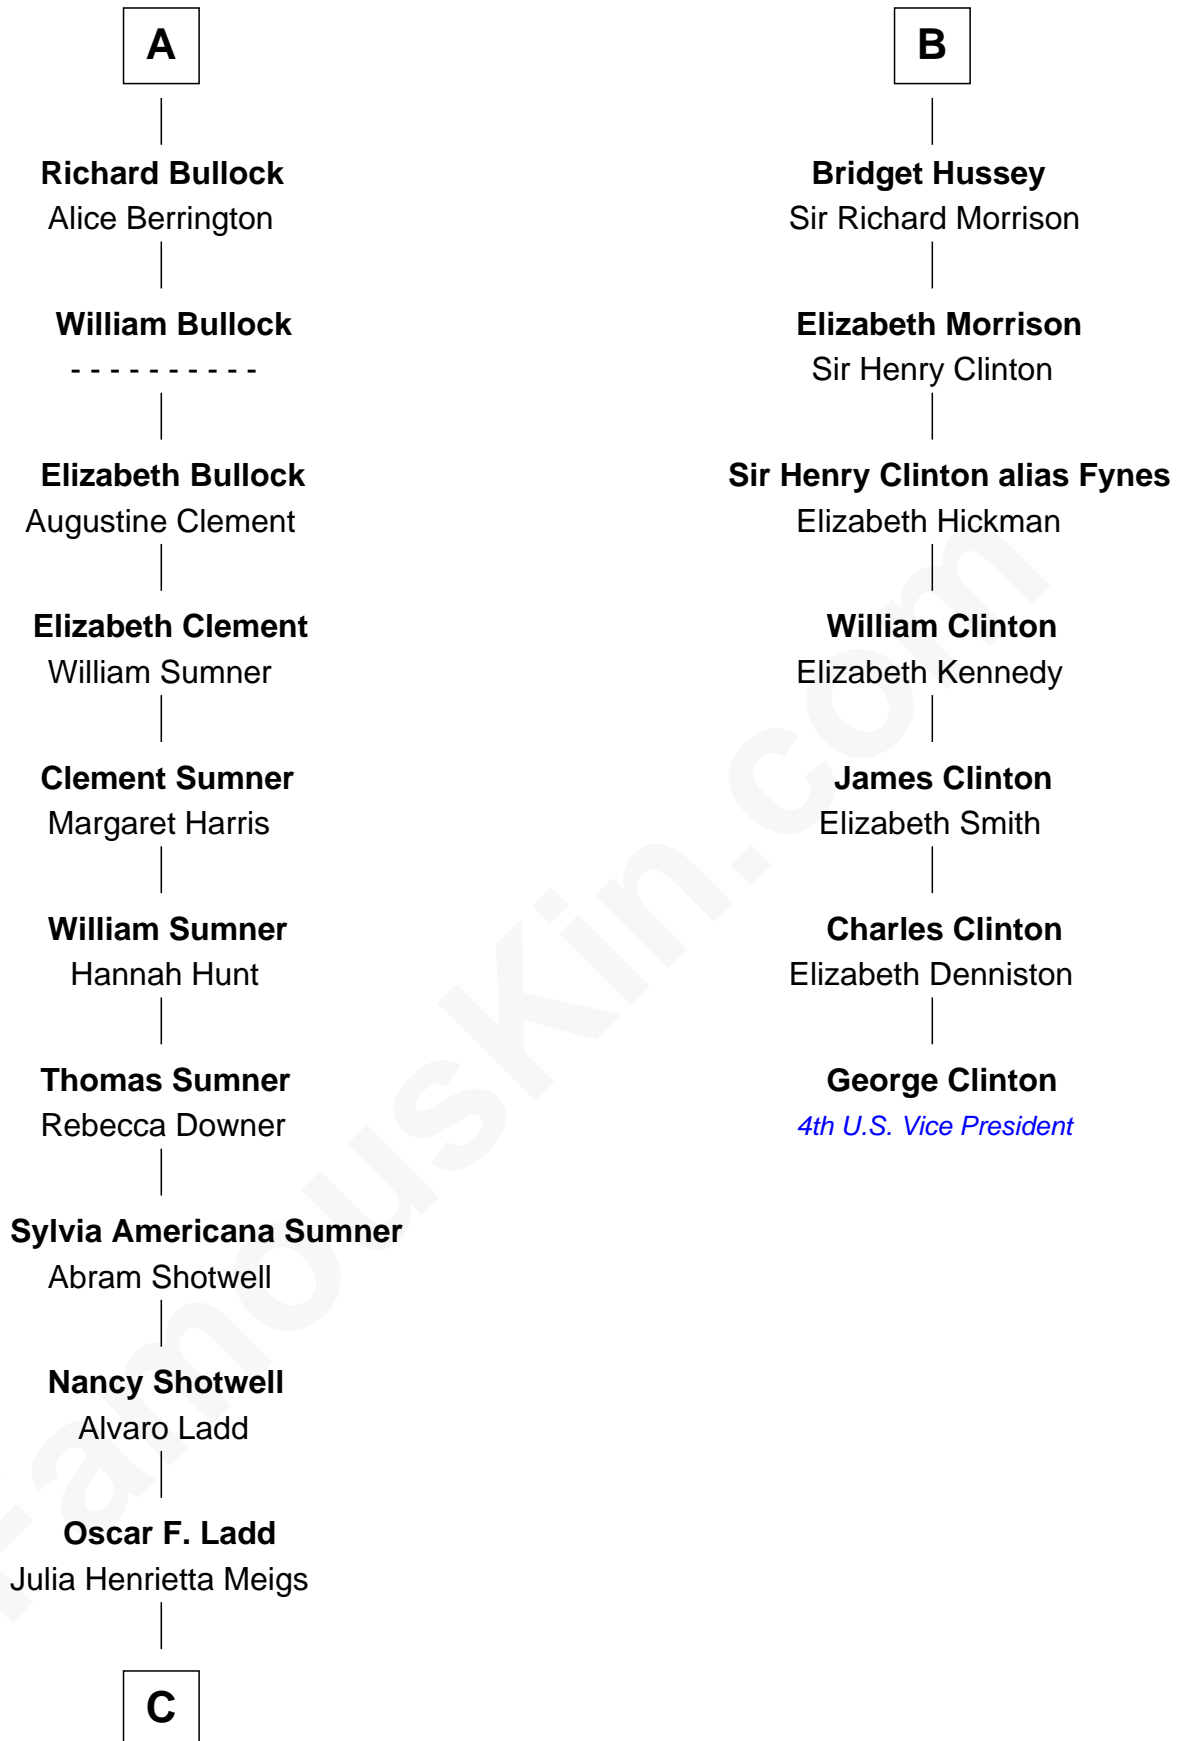 A
Richard Bullock
Alice Berrington
William Bullock
- - - - - - - - - -
Elizabeth Bullock
Augustine Clement
Elizabeth Clement
William Sumner
Clement Sumner
Margaret Harris
William Sumner
Hannah Hunt
Thomas Sumner
Rebecca Downer
Sylvia Americana Sumner
Abram Shotwell
Nancy Shotwell
Alvaro Ladd
Oscar F. Ladd
Julia Henrietta Meigs
C
B
Bridget Hussey
Sir Richard Morrison
Elizabeth Morrison
Sir Henry Clinton
Sir Henry Clinton alias Fynes
Elizabeth Hickman
William Clinton
Elizabeth Kennedy
James Clinton
Elizabeth Smith
Charles Clinton
Elizabeth Denniston
George Clinton
4th U.S. Vice President
FamousKin.com